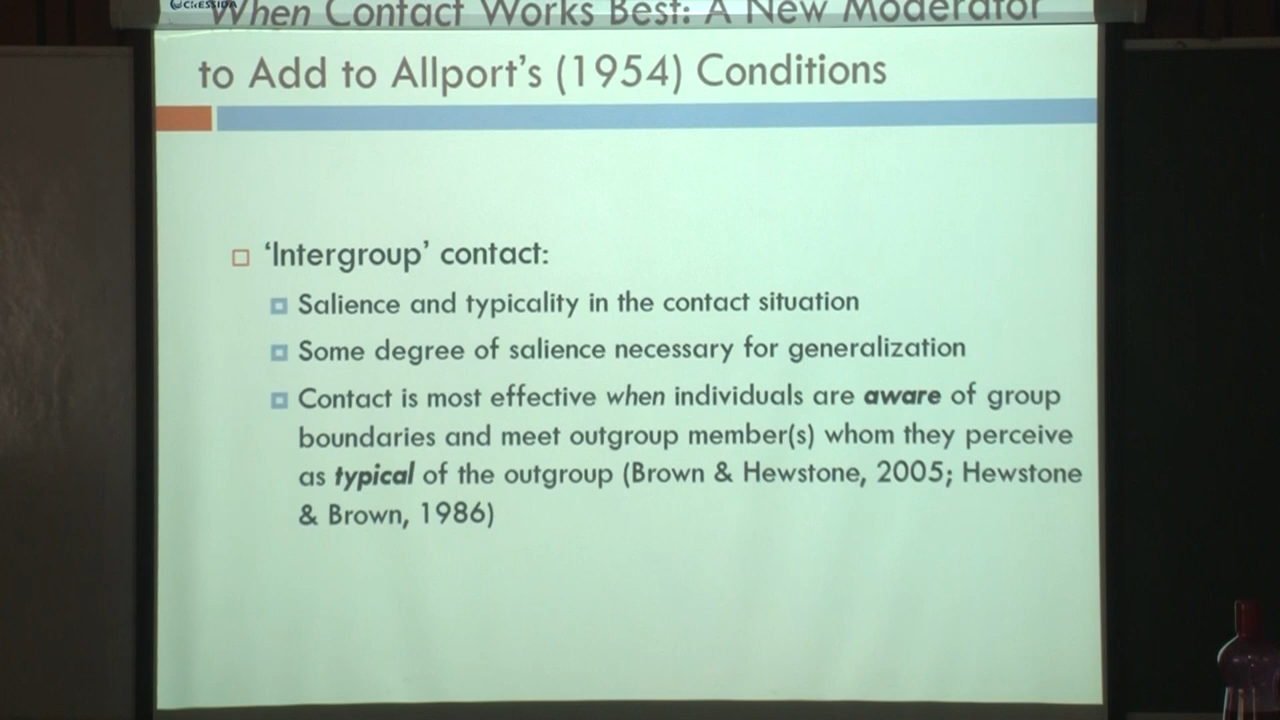 CRESSIDA
When Contact Works Best: A New Moderator
to Add to Allport's (1954) Conditions
'Intergroup' contact:
Salience and typicality in the contact situation
Some degree of salience necessary for generalization
Contact is most effective when individuals are aware of group
boundaries and meet outgroup member(s) whom they perceive
as typical of the outgroup (Brown & Hewstone, 2005; Hewstone
& Brown, 1986)